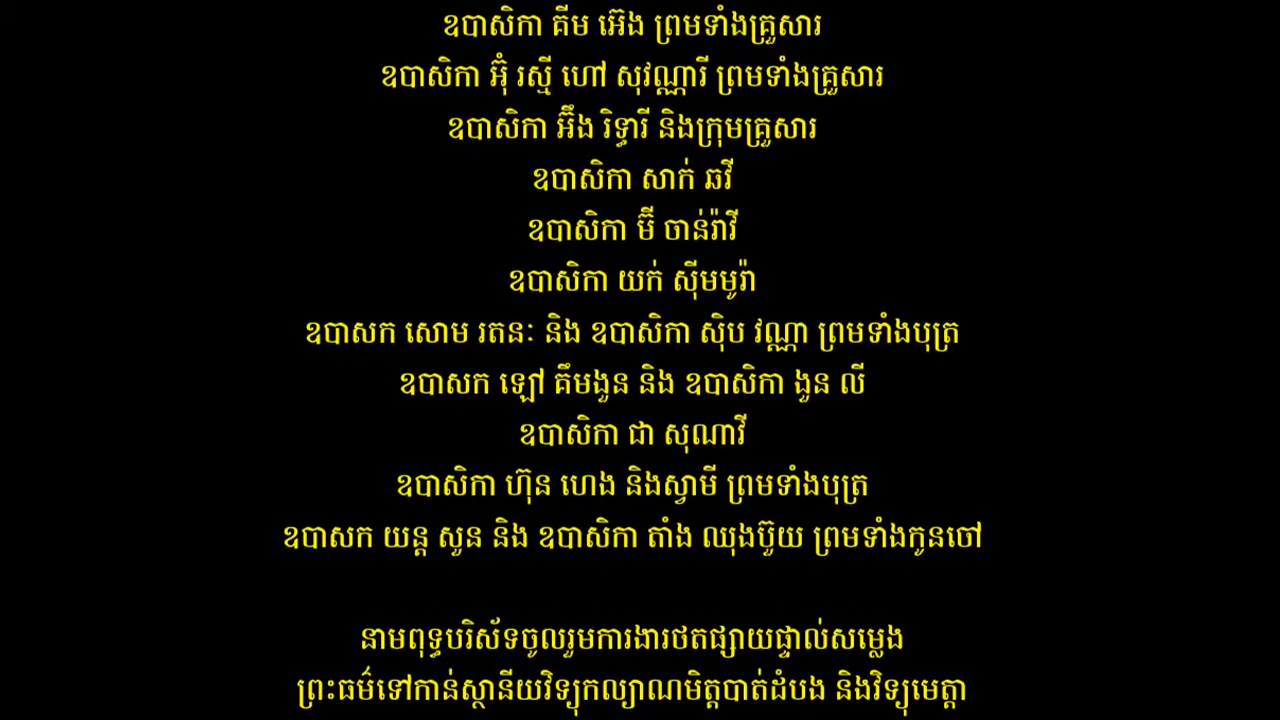 ឧបាសិកា គីម អ៊េង ព្រមទាំងគ្រួសារ
ឧបាសិកា អ៊ុំ រស្មី ហៅ សុវណ្ណារី ព្រមទាំងគ្រួសារ
ឧបាសិកា អ៊ឹង រិទ្ធារី និងក្រុមគ្រួសារ
ឧបាសិកា សាក់ ឆវី
ឧបាសិកា ម៉ី ចាន់រ៉ាវី
ឧបាសិកា យក់ ស៊ីមមូរ៉ា
ឧបាសក សោម រតនៈ និង ឧបាសិកា ស៊ិប វណ្ណា ព្រមទាំងបុត្រ
ឧបាសក ឡៅ គឹមងួន និង ឧបាសិកា ងួន លី
ឧបាសិកា ជា សុណាវី
ឧបាសិកា ហ៊ុន ហេង និងស្វាមី ព្រមទាំងបុត្រ
ឧបាសក យន្ត សួន និង ឧបាសិកា តាំង ឈុងប៊ួយ ព្រមទាំងកូនចៅ
នាមពុទ្ធបរិស័ទចូលរួមការងារថតផ្សាយផ្ទាល់សម្លេង
ព្រះធម៌ទៅកាន់ស្ថានីយវិទ្យុកល្យាណមិត្តបាត់ដំបង និងវិទ្យុមេត្តា